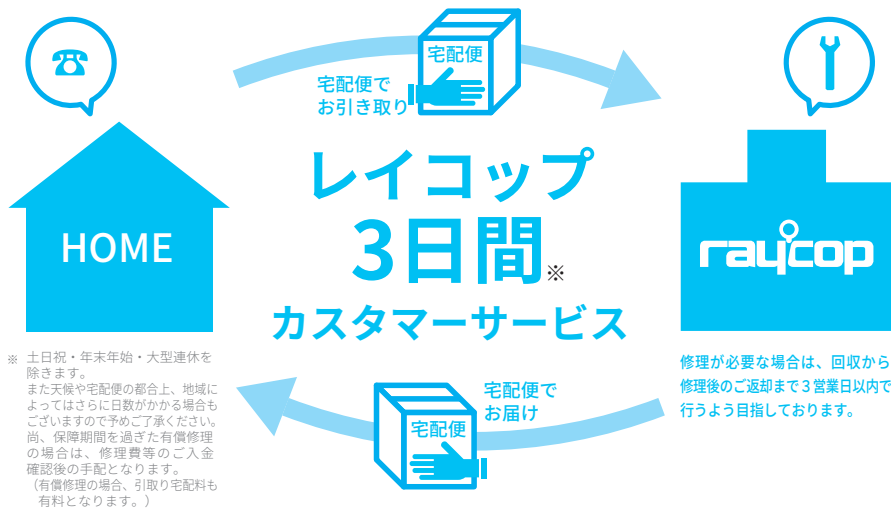 宅配便
宅配便で
お引き取り
レイコップ
3日間※
カスタマーサービス
HOME
raycop
※ 土日祝・年末年始・大型連休を
除きます。
また天候や宅配便の都合上、地域に
よってはさらに日数がかかる場合も
ございますので予めご了承ください。
尚、保障期間を過ぎた有償修理
の場合は、修理費等のご入金
確認後の手配となります。
（有償修理の場合、引取り宅配料も
有料となります。）
宅配便で
お届け
宅配便
修理が必要な場合は、回収から
修理後のご返却まで3営業日以内で
行うよう目指しております。